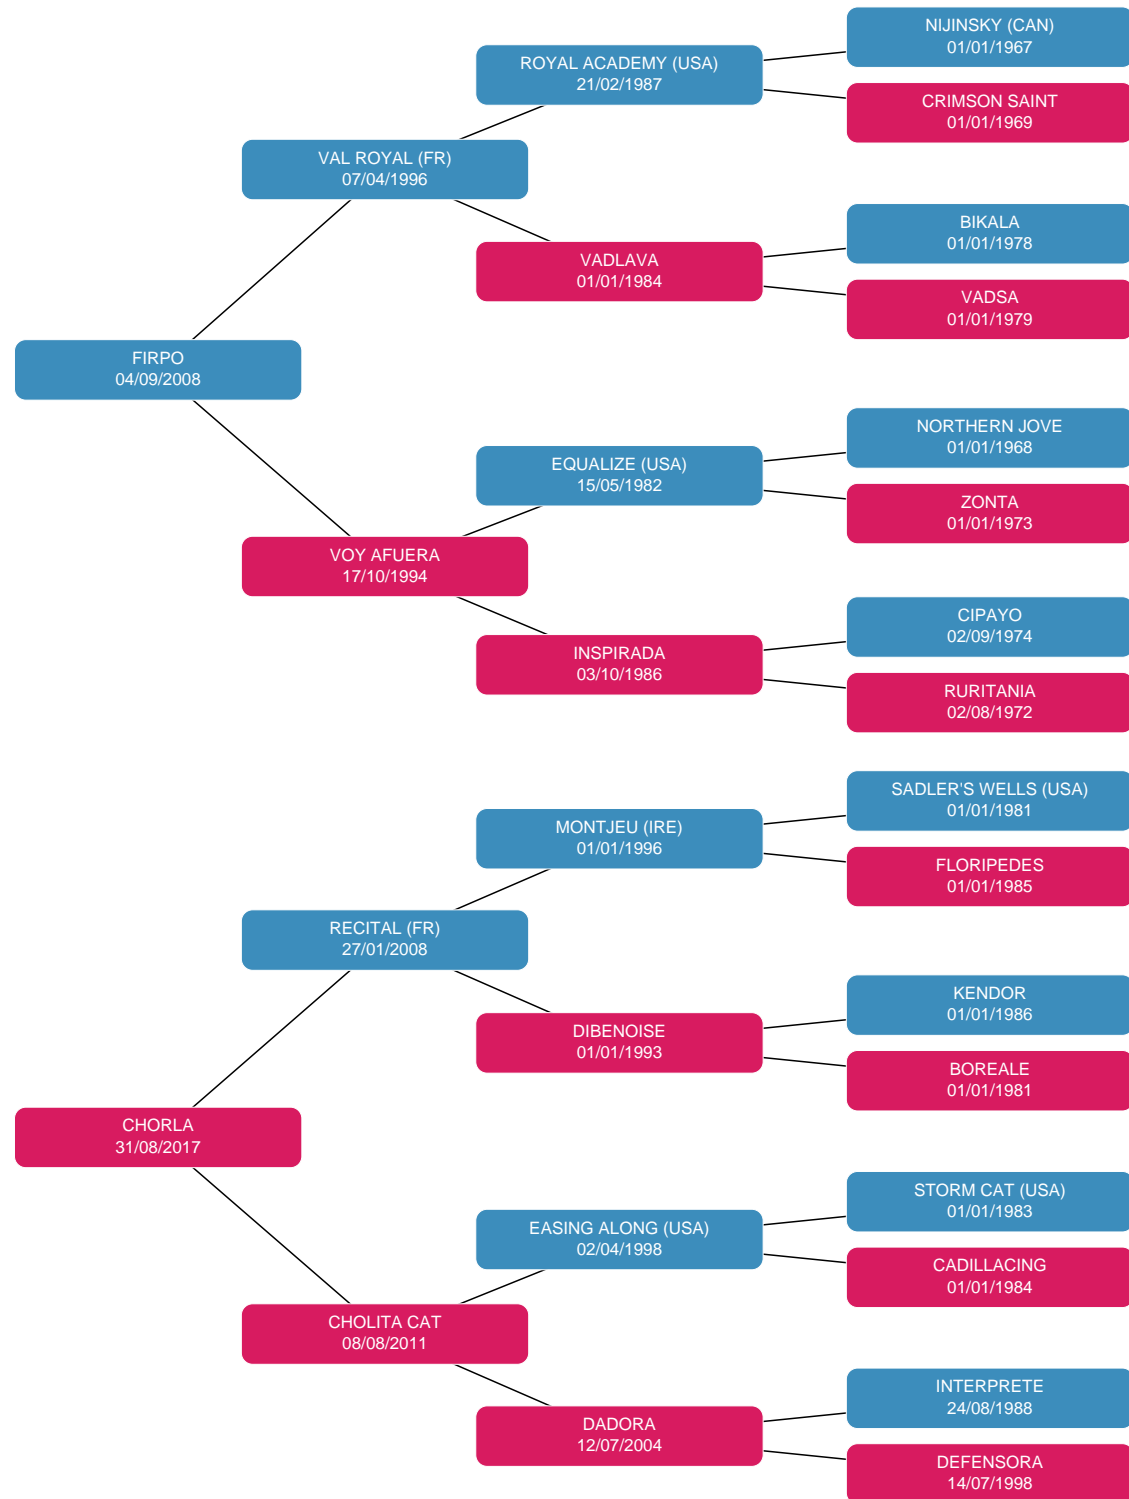 NIJINSKY (CAN)
01/01/1967
ROYAL ACADEMY (USA)
21/02/1987
CRIMSON SAINT
01/01/1969
VAL ROYAL (FR)
07/04/1996
BIKALA
01/01/1978
VADLAVA
01/01/1984
VADSA
01/01/1979
FIRPO
04/09/2008
NORTHERN JOVE
01/01/1968
EQUALIZE (USA)
15/05/1982
ZONTA
01/01/1973
VOY AFUERA
17/10/1994
CIPAYO
02/09/1974
INSPIRADA
03/10/1986
RURITANIA
02/08/1972
SADLER'S WELLS (USA)
01/01/1981
MONTJEU (IRE)
01/01/1996
FLORIPEDES
01/01/1985
RECITAL (FR)
27/01/2008
KENDOR
01/01/1986
DIBENOISE
01/01/1993
BOREALE
01/01/1981
CHORLA
31/08/2017
STORM CAT (USA)
01/01/1983
EASING ALONG (USA)
02/04/1998
CADILLACING
01/01/1984
CHOLITA CAT
08/08/2011
INTERPRETE
24/08/1988
DADORA
12/07/2004
DEFENSORA
14/07/1998